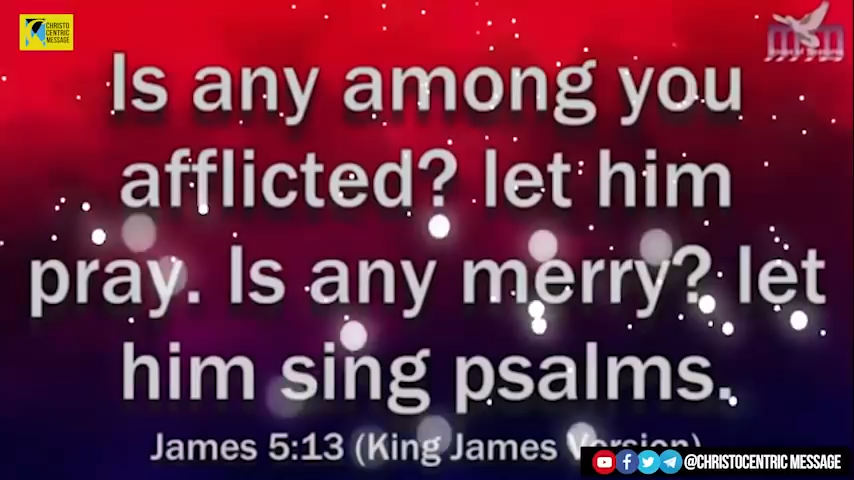 CHRISTO
CENTRIC
MESSAGE
Is any among you
afflicted? let him
pray. Is any merry? let
him sing psalms.
James 5:13 (King James Version)
@CHRISTOCENTRIC MESSAGE